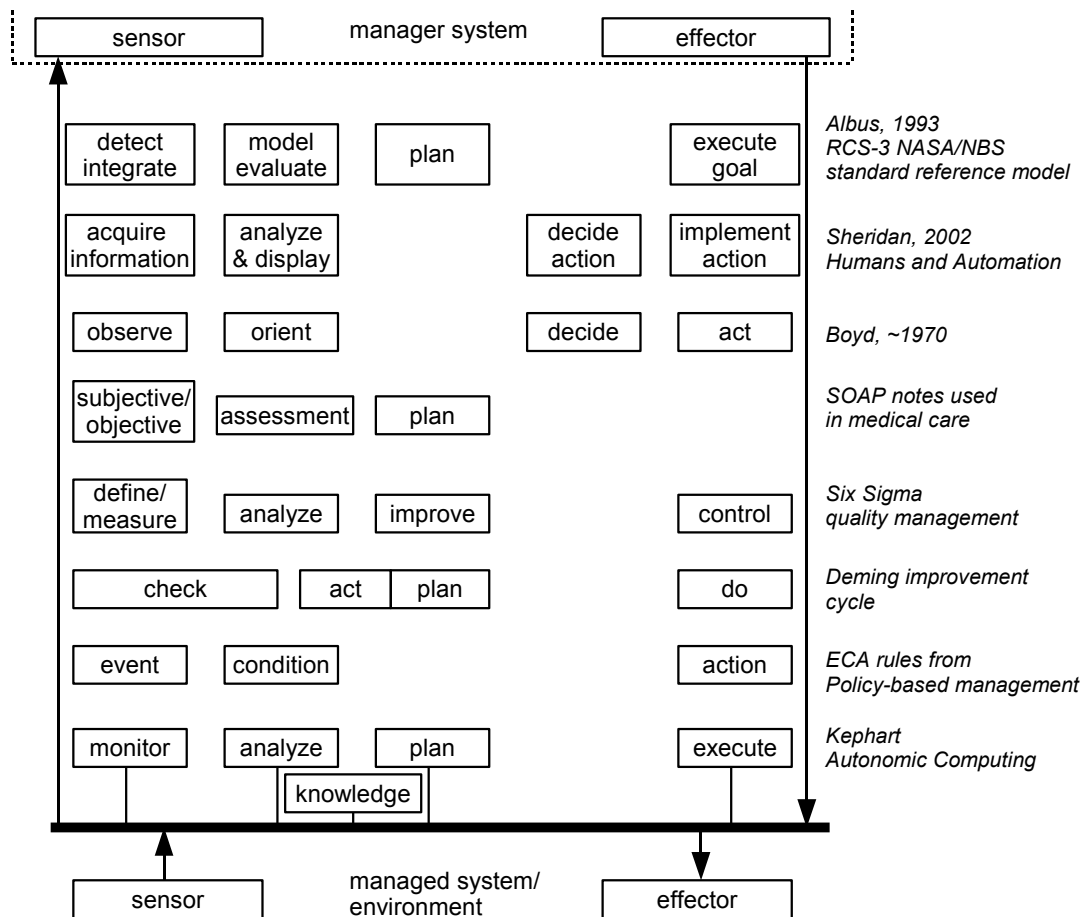 sensor
manager system
effector
detect
integrate
model
evaluate
plan
execute
goal
Albus, 1993
RCS-3 NASA/NBS
standard reference model
acquire
information
analyze
& display
decide
action
implement
action
Sheridan, 2002
Humans and Automation
observe
orient
decide
act
Boyd, ~1970
subjective/
objective
assessment
plan
SOAP notes used
in medical care
define/
measure
analyze
improve
control
Six Sigma
quality management
check
act
plan
do
Deming improvement
cycle
event
condition
action
ECA rules from
Policy-based management
monitor
analyze
plan
execute
Kephart
Autonomic Computing
knowledge
sensor
managed system/
environment
effector